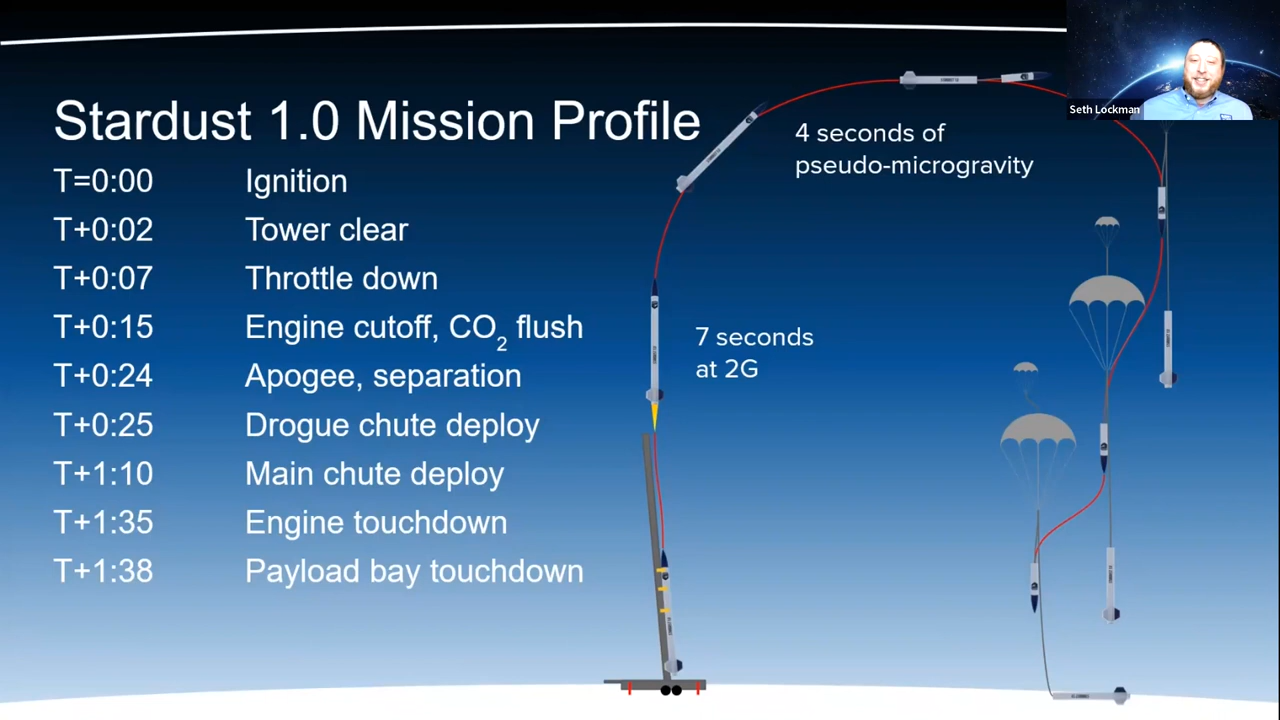 Stardust 1.0 Mission Profile
T=0:00 Ignition
T+0:02 Tower clear
T+0:07 Throttle down
T+0:15 Engine cutoff, CO₂ flush
T+0:24 Apogee, separation
T+0:25 Drogue chute deploy
T+1:10 Main chute deploy
T+1:35 Engine touchdown
T+1:38 Payload bay touchdown
4 seconds of
pseudo-microgravity
7 seconds
at 2G
Seth Lockman